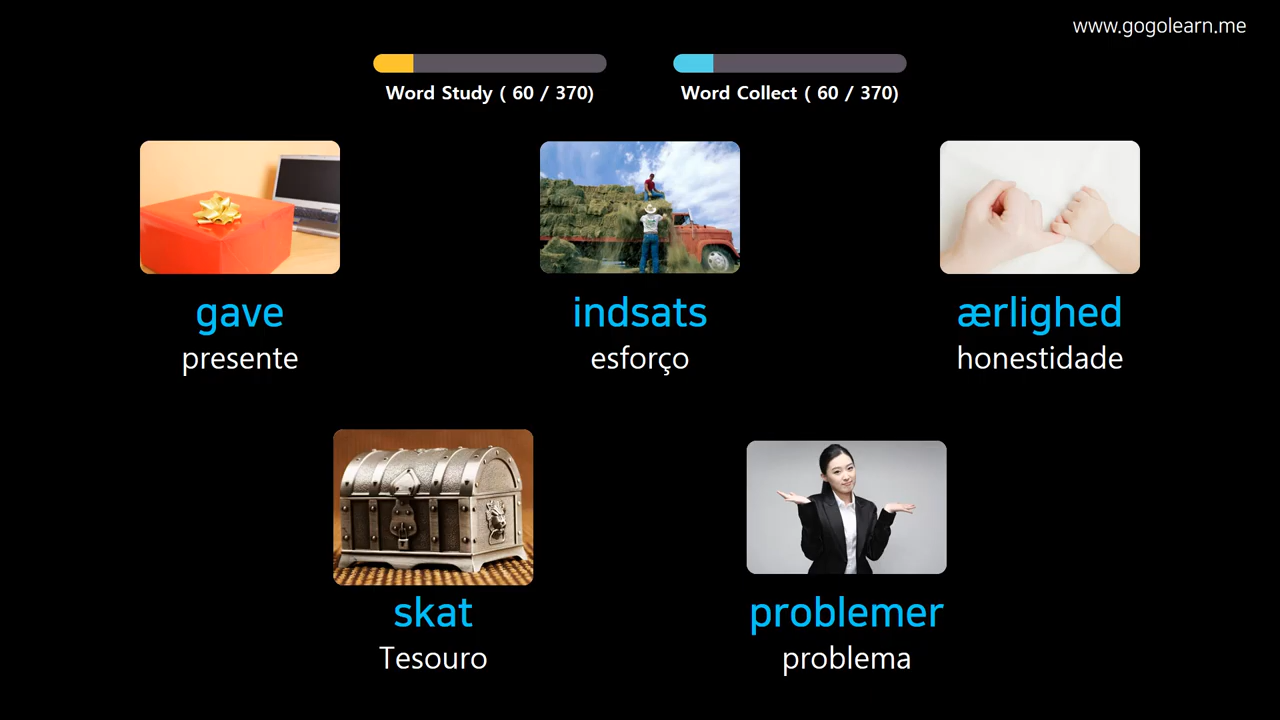 www.gogolearn.me
Word Study ( 60 / 370)
Word Collect ( 60 / 370)
gave
presente
indsats
esforço
ærlighed
honestidade
skat
Tesouro
problemer
problema